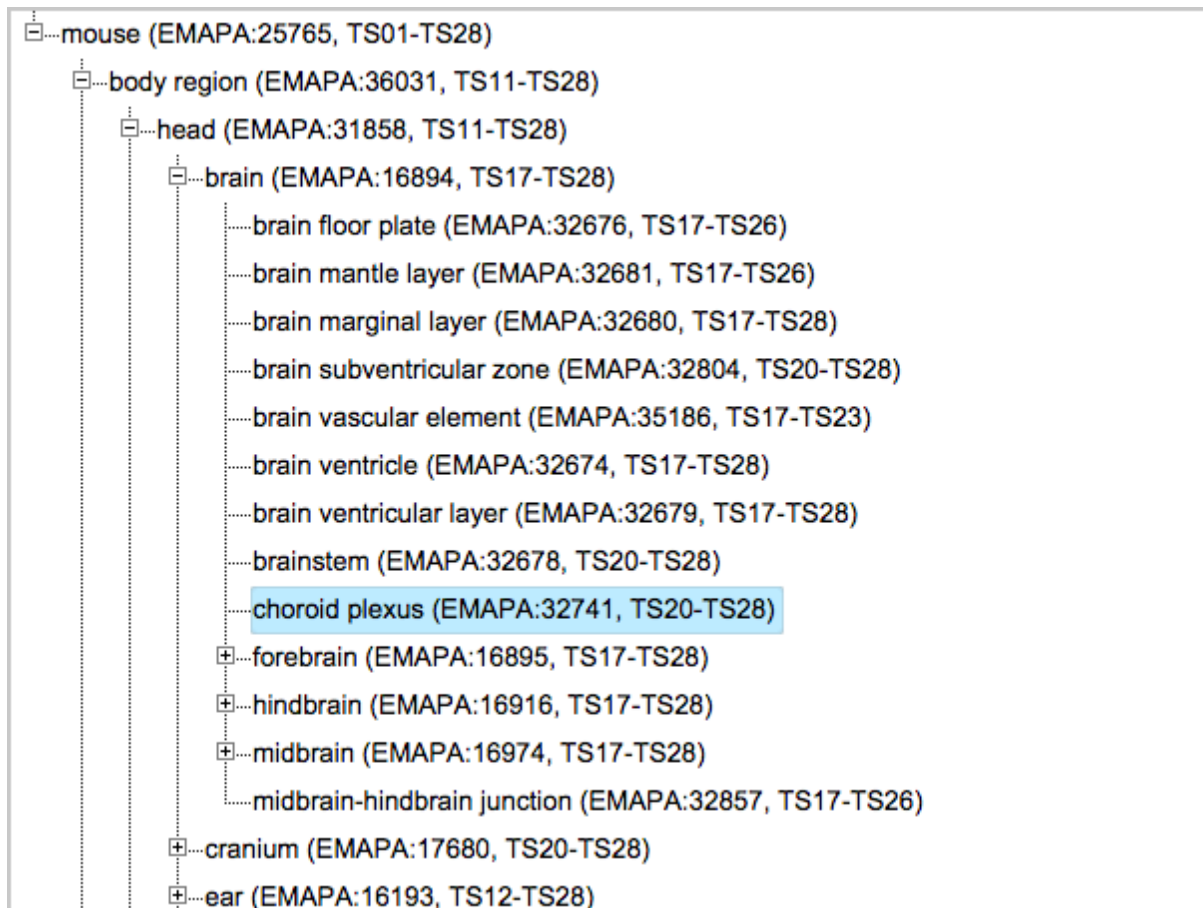 mouse (EMAPA:25765, TS01-TS28)
body region (EMAPA:36031, TS11-TS28)
head (EMAPA:31858, TS11-TS28)
brain (EMAPA:16894, TS17-TS28)
brain floor plate (EMAPA:32676, TS17-TS26)
brain mantle layer (EMAPA:32681, TS17-TS26)
brain marginal layer (EMAPA:32680, TS17-TS28)
brain subventricular zone (EMAPA:32804, TS20-TS28)
brain vascular element (EMAPA:35186, TS17-TS23)
brain ventricle (EMAPA:32674, TS17-TS28)
brain ventricular layer (EMAPA:32679, TS17-TS28)
brainstem (EMAPA:32678, TS20-TS28)
choroid plexus (EMAPA:32741, TS20-TS28)
forebrain (EMAPA:16895, TS17-TS28)
hindbrain (EMAPA:16916, TS17-TS28)
midbrain (EMAPA:16974, TS17-TS28)
midbrain-hindbrain junction (EMAPA:32857, TS17-TS26)
cranium (EMAPA:17680, TS20-TS28)
ear (EMAPA:16193, TS12-TS28)